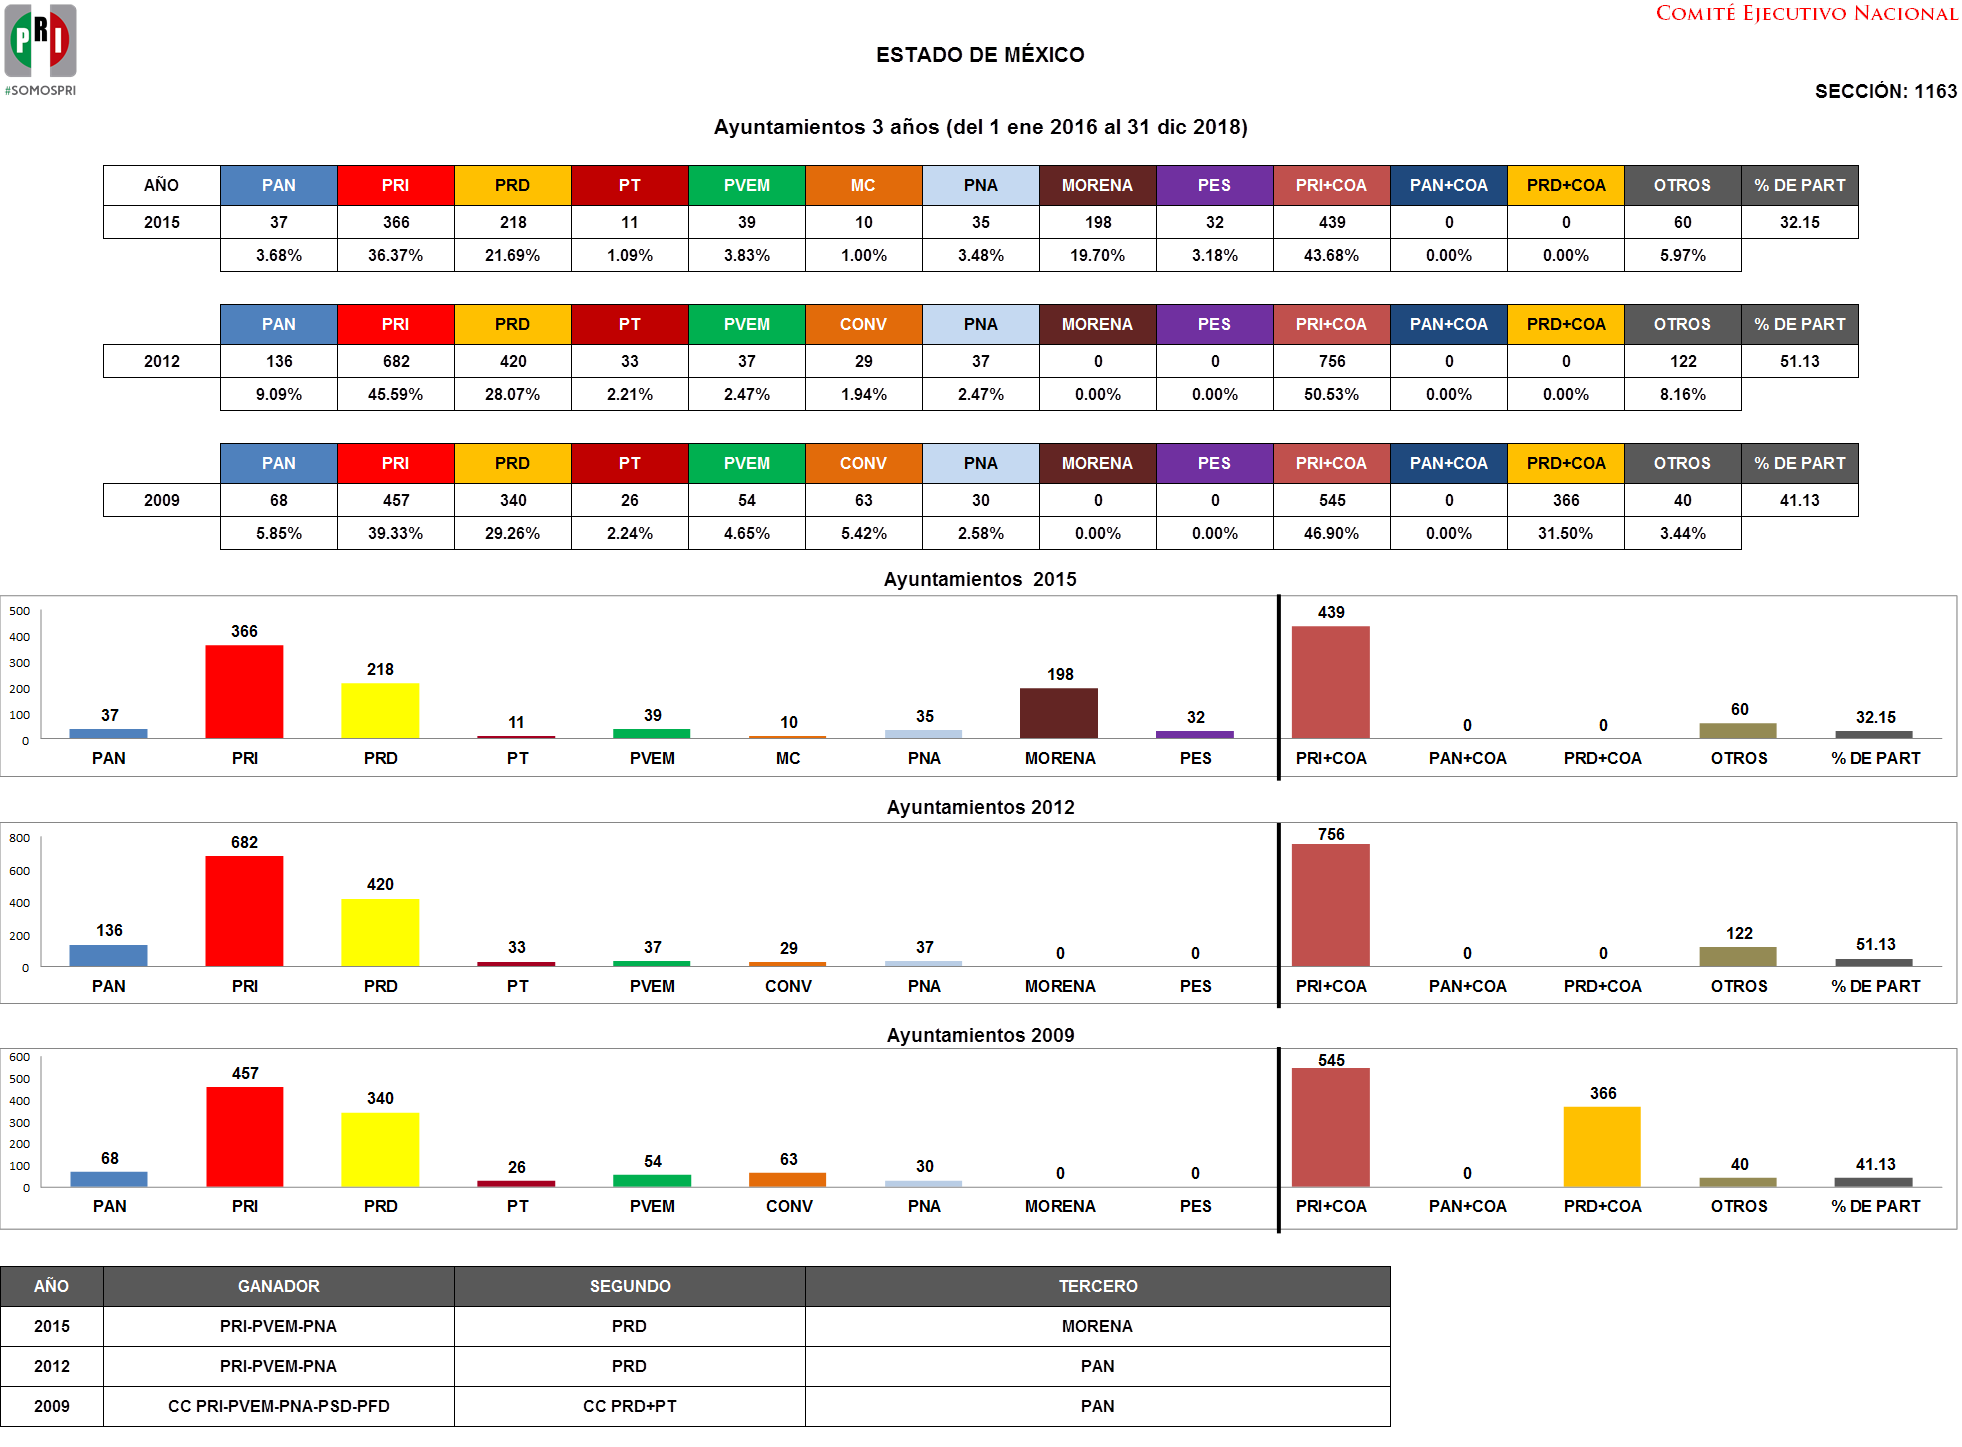 PRI
#SOMOSPRI
COMITÉ EJECUTIVO NACIONAL
ESTADO DE MÉXICO
SECCIÓN: 1163
Ayuntamientos 3 años (del 1 ene 2016 al 31 dic 2018)
AÑO PAN PRI PRD PT PVEM MC PNA MORENA PES PRI+COA PAN+COA PRD+COA OTROS % DE PART
2015 37 366 218 11 39 10 35 198 32 439 0 0 60 32.15
3.68% 36.37% 21.69% 1.09% 3.83% 1.00% 3.48% 19.70% 3.18% 43.68% 0.00% 0.00% 5.97%
PAN PRI PRD PT PVEM CONV PNA MORENA PES PRI+COA PAN+COA PRD+COA OTROS % DE PART
2012 136 682 420 33 37 29 37 0 0 756 0 0 122 51.13
9.09% 45.59% 28.07% 2.21% 2.47% 1.94% 2.47% 0.00% 0.00% 50.53% 0.00% 0.00% 8.16%
PAN PRI PRD PT PVEM CONV PNA MORENA PES PRI+COA PAN+COA PRD+COA OTROS % DE PART
2009 68 457 340 26 54 63 30 0 0 545 0 366 40 41.13
5.85% 39.33% 29.26% 2.24% 4.65% 5.42% 2.58% 0.00% 0.00% 46.90% 0.00% 31.50% 3.44%
Ayuntamientos 2015
500
400
300
200
100
0
37 366 218 11 39 10 35 198 32 439 0 0 60 32.15
PAN PRI PRD PT PVEM MC PNA MORENA PES PRI+COA PAN+COA PRD+COA OTROS % DE PART
Ayuntamientos 2012
800
600
400
200
0
136 682 420 33 37 29 37 0 0 756 0 0 122 51.13
PAN PRI PRD PT PVEM CONV PNA MORENA PES PRI+COA PAN+COA PRD+COA OTROS % DE PART
Ayuntamientos 2009
600
500
400
300
200
100
0
68 457 340 26 54 63 30 0 0 545 0 366 40 41.13
PAN PRI PRD PT PVEM CONV PNA MORENA PES PRI+COA PAN+COA PRD+COA OTROS % DE PART
AÑO GANADOR SEGUNDO TERCERO
2015 PRI-PVEM-PNA PRD MORENA
2012 PRI-PVEM-PNA PRD PAN
2009 CC PRI-PVEM-PNA-PSD-PFD CC PRD+PT PAN